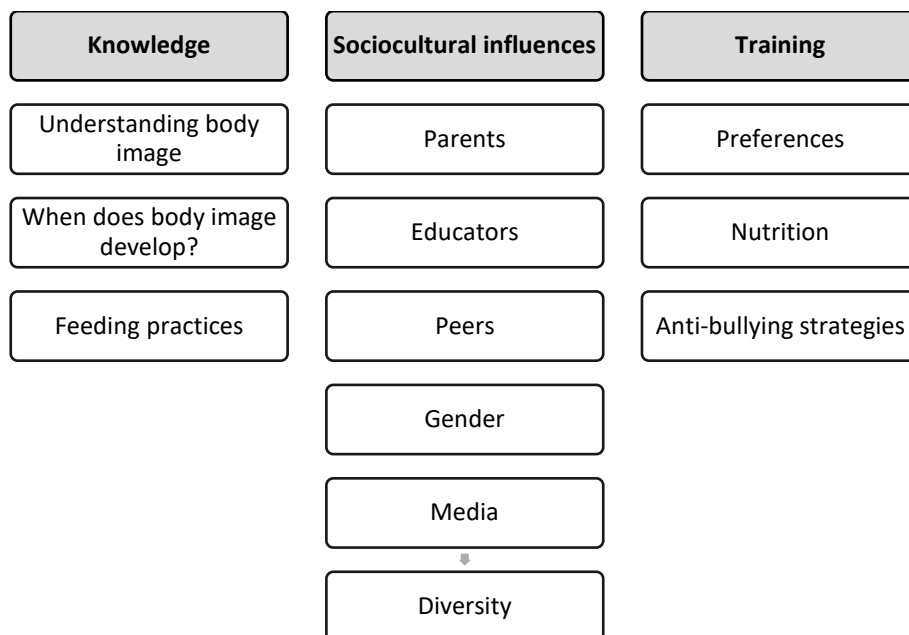 Knowledge
Understanding body
image
When does body image
develop?
Feeding practices
Sociocultural influences
Parents
Educators
Peers
Gender
Media
Diversity
Training
Preferences
Nutrition
Anti-bullying strategies